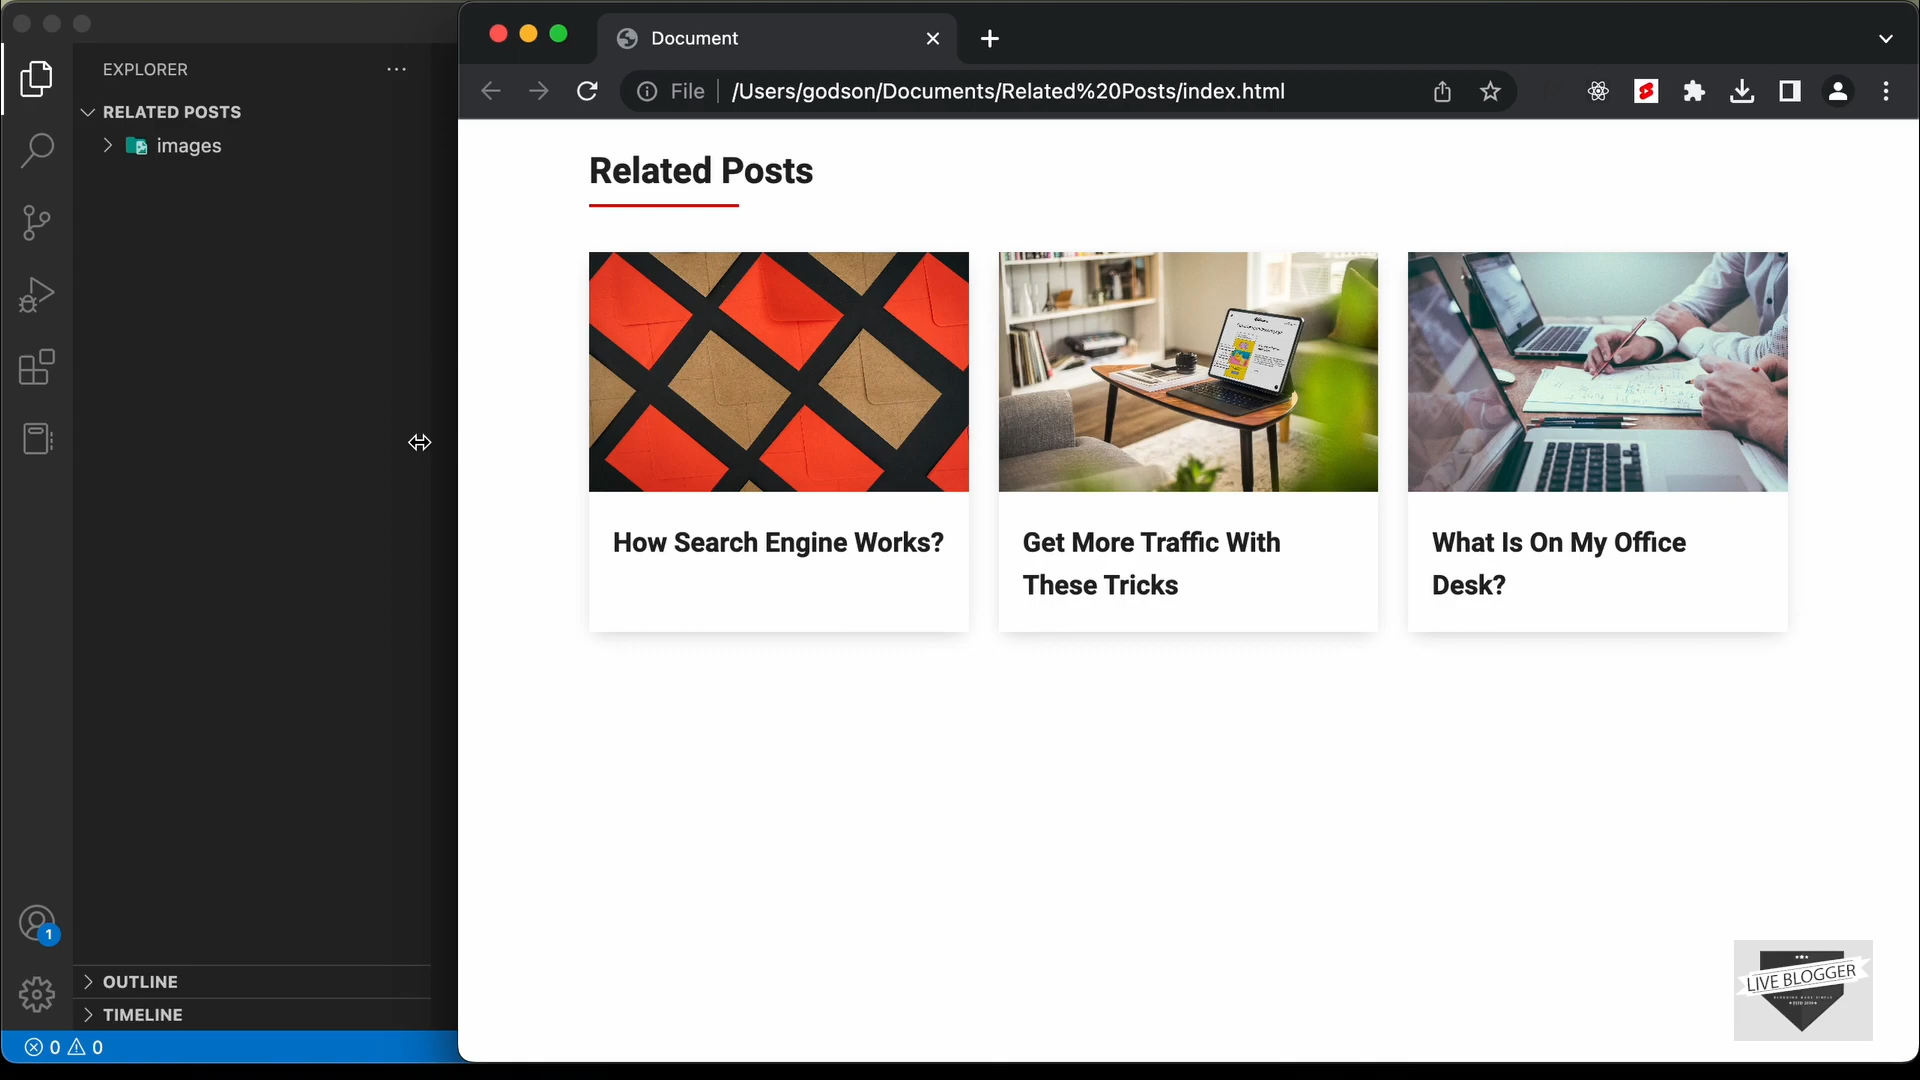 EXPLORER
RELATED POSTS
images
OUTLINE
TIMELINE
0 0
1
Document
File
/Users/godson/Documents/Related%20Posts/index.html
Related Posts
How Search Engine Works?
Get More Traffic With
These Tricks
What Is On My Office
Desk?
LIVE BLOGGER